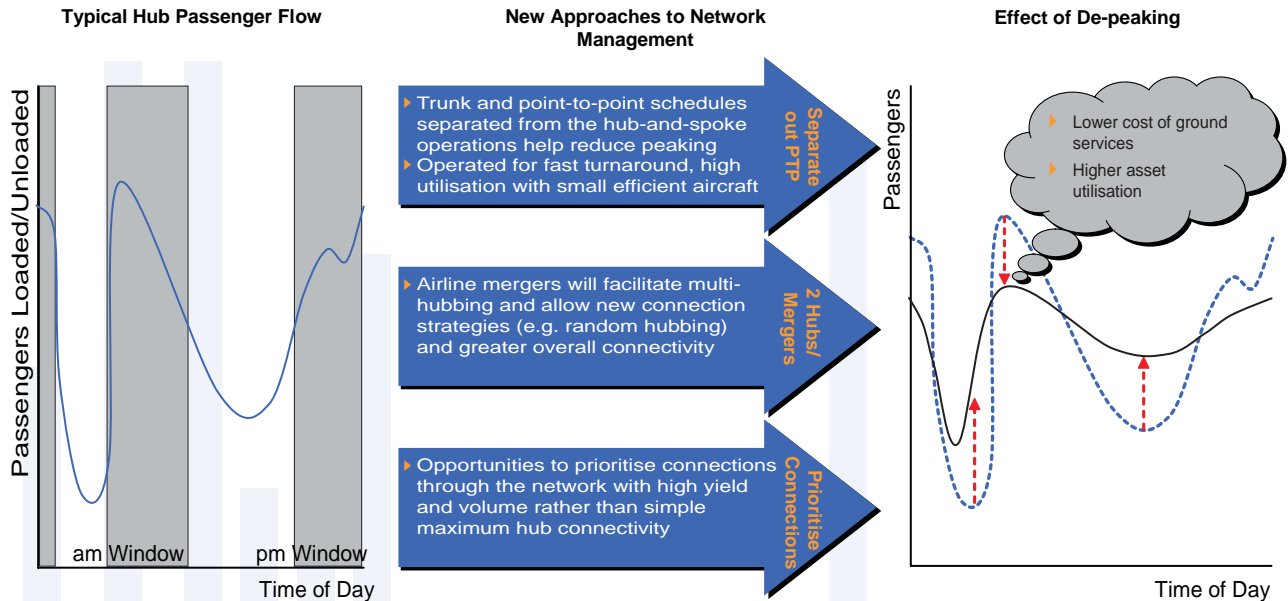 Typical Hub Passenger Flow
Passengers Loaded/Unloaded
am Window
pm Window
Time of Day
New Approaches to Network
Management
Trunk and point-to-point schedules
separated from the hub-and-spoke
operations help reduce peaking
Operated for fast turnaround, high
utilisation with small efficient aircraft
Separate
out PTP
Airline mergers will facilitate multi-
hubbing and allow new connection
strategies (e.g. random hubbing)
and greater overall connectivity
2 Hubs/
Mergers
Opportunities to prioritise connections
through the network with high yield
and volume rather than simple
maximum hub connectivity
Prioritise
Connections
Effect of De-peaking
Passengers
Lower cost of ground
services
Higher asset
utilisation
Time of Day